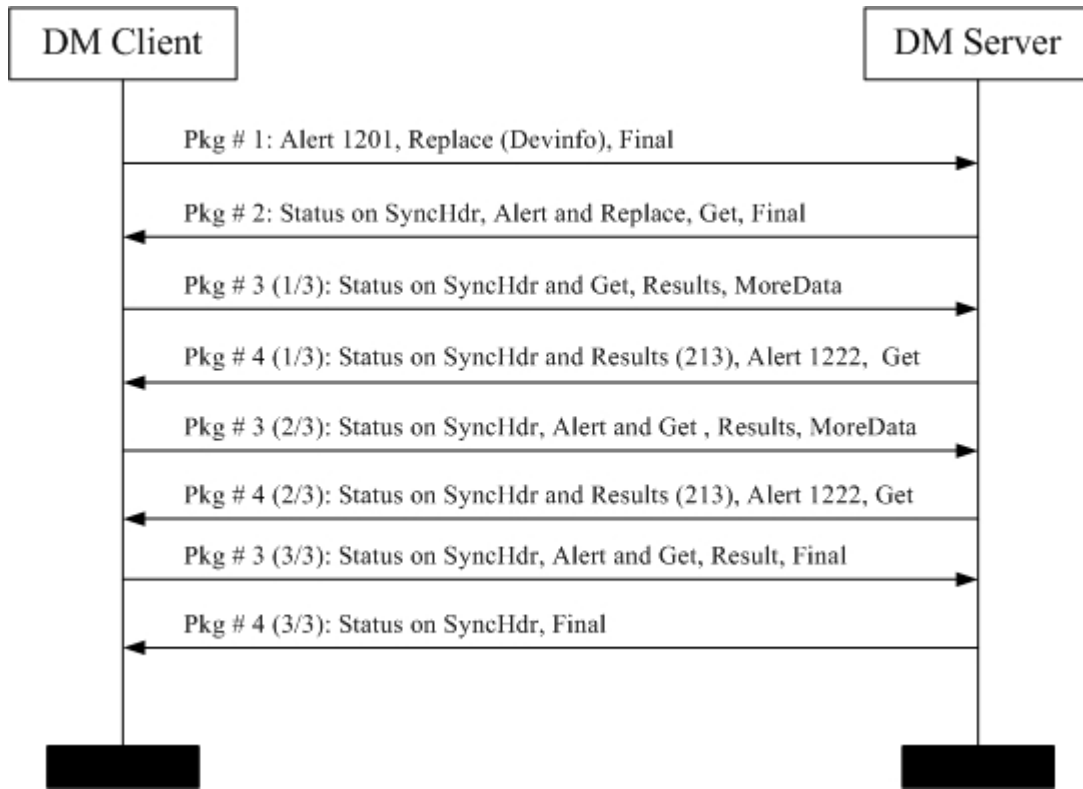 DM Client
DM Server
Pkg # 1: Alert 1201, Replace (Devinfo), Final
Pkg # 2: Status on SyncHdr, Alert and Replace, Get, Final
Pkg # 3 (1/3): Status on SyncHdr and Get, Results, MoreData
Pkg # 4 (1/3): Status on SyncHdr and Results (213), Alert 1222,  Get
Pkg # 3 (2/3): Status on SyncHdr, Alert and Get , Results, MoreData
Pkg # 4 (2/3): Status on SyncHdr and Results (213), Alert 1222, Get
Pkg # 3 (3/3): Status on SyncHdr, Alert and Get, Result, Final
Pkg # 4 (3/3): Status on SyncHdr, Final